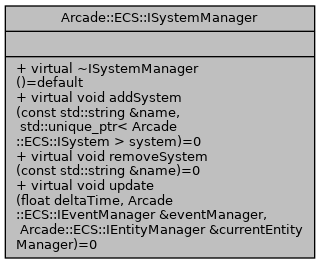 Arcade::ECS::ISystemManager
+ virtual ~ISystemManager
()=default
+ virtual void addSystem
(const std::string &name,
std::unique_ptr< Arcade
::ECS::ISystem > system)=0
+ virtual void removeSystem
(const std::string &name)=0
+ virtual void update
(float deltaTime, Arcade
::ECS::IEventManager &eventManager,
Arcade::ECS::IEntityManager &currentEntity
Manager)=0